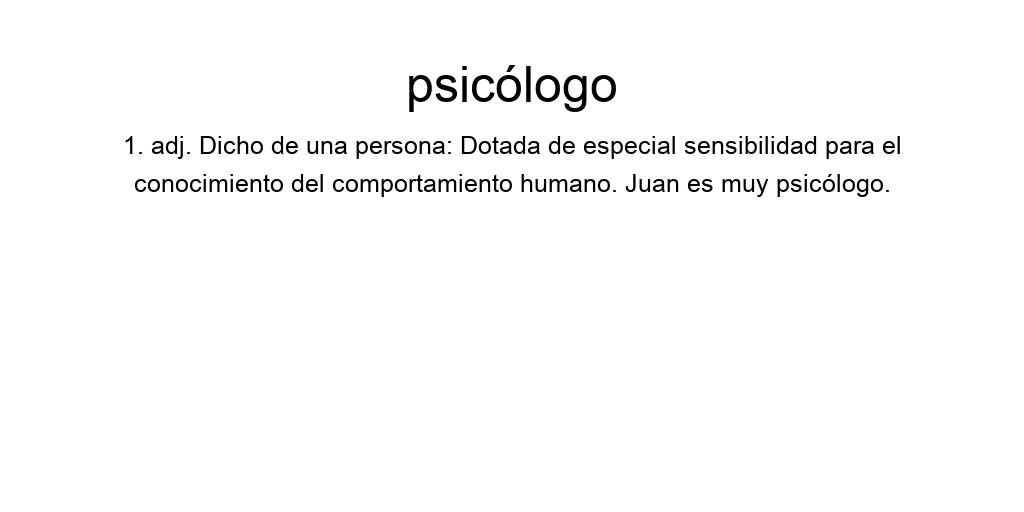 psicólogo
1. adj. Dicho de una persona: Dotada de especial sensibilidad para el
conocimiento del comportamiento humano. Juan es muy psicólogo.